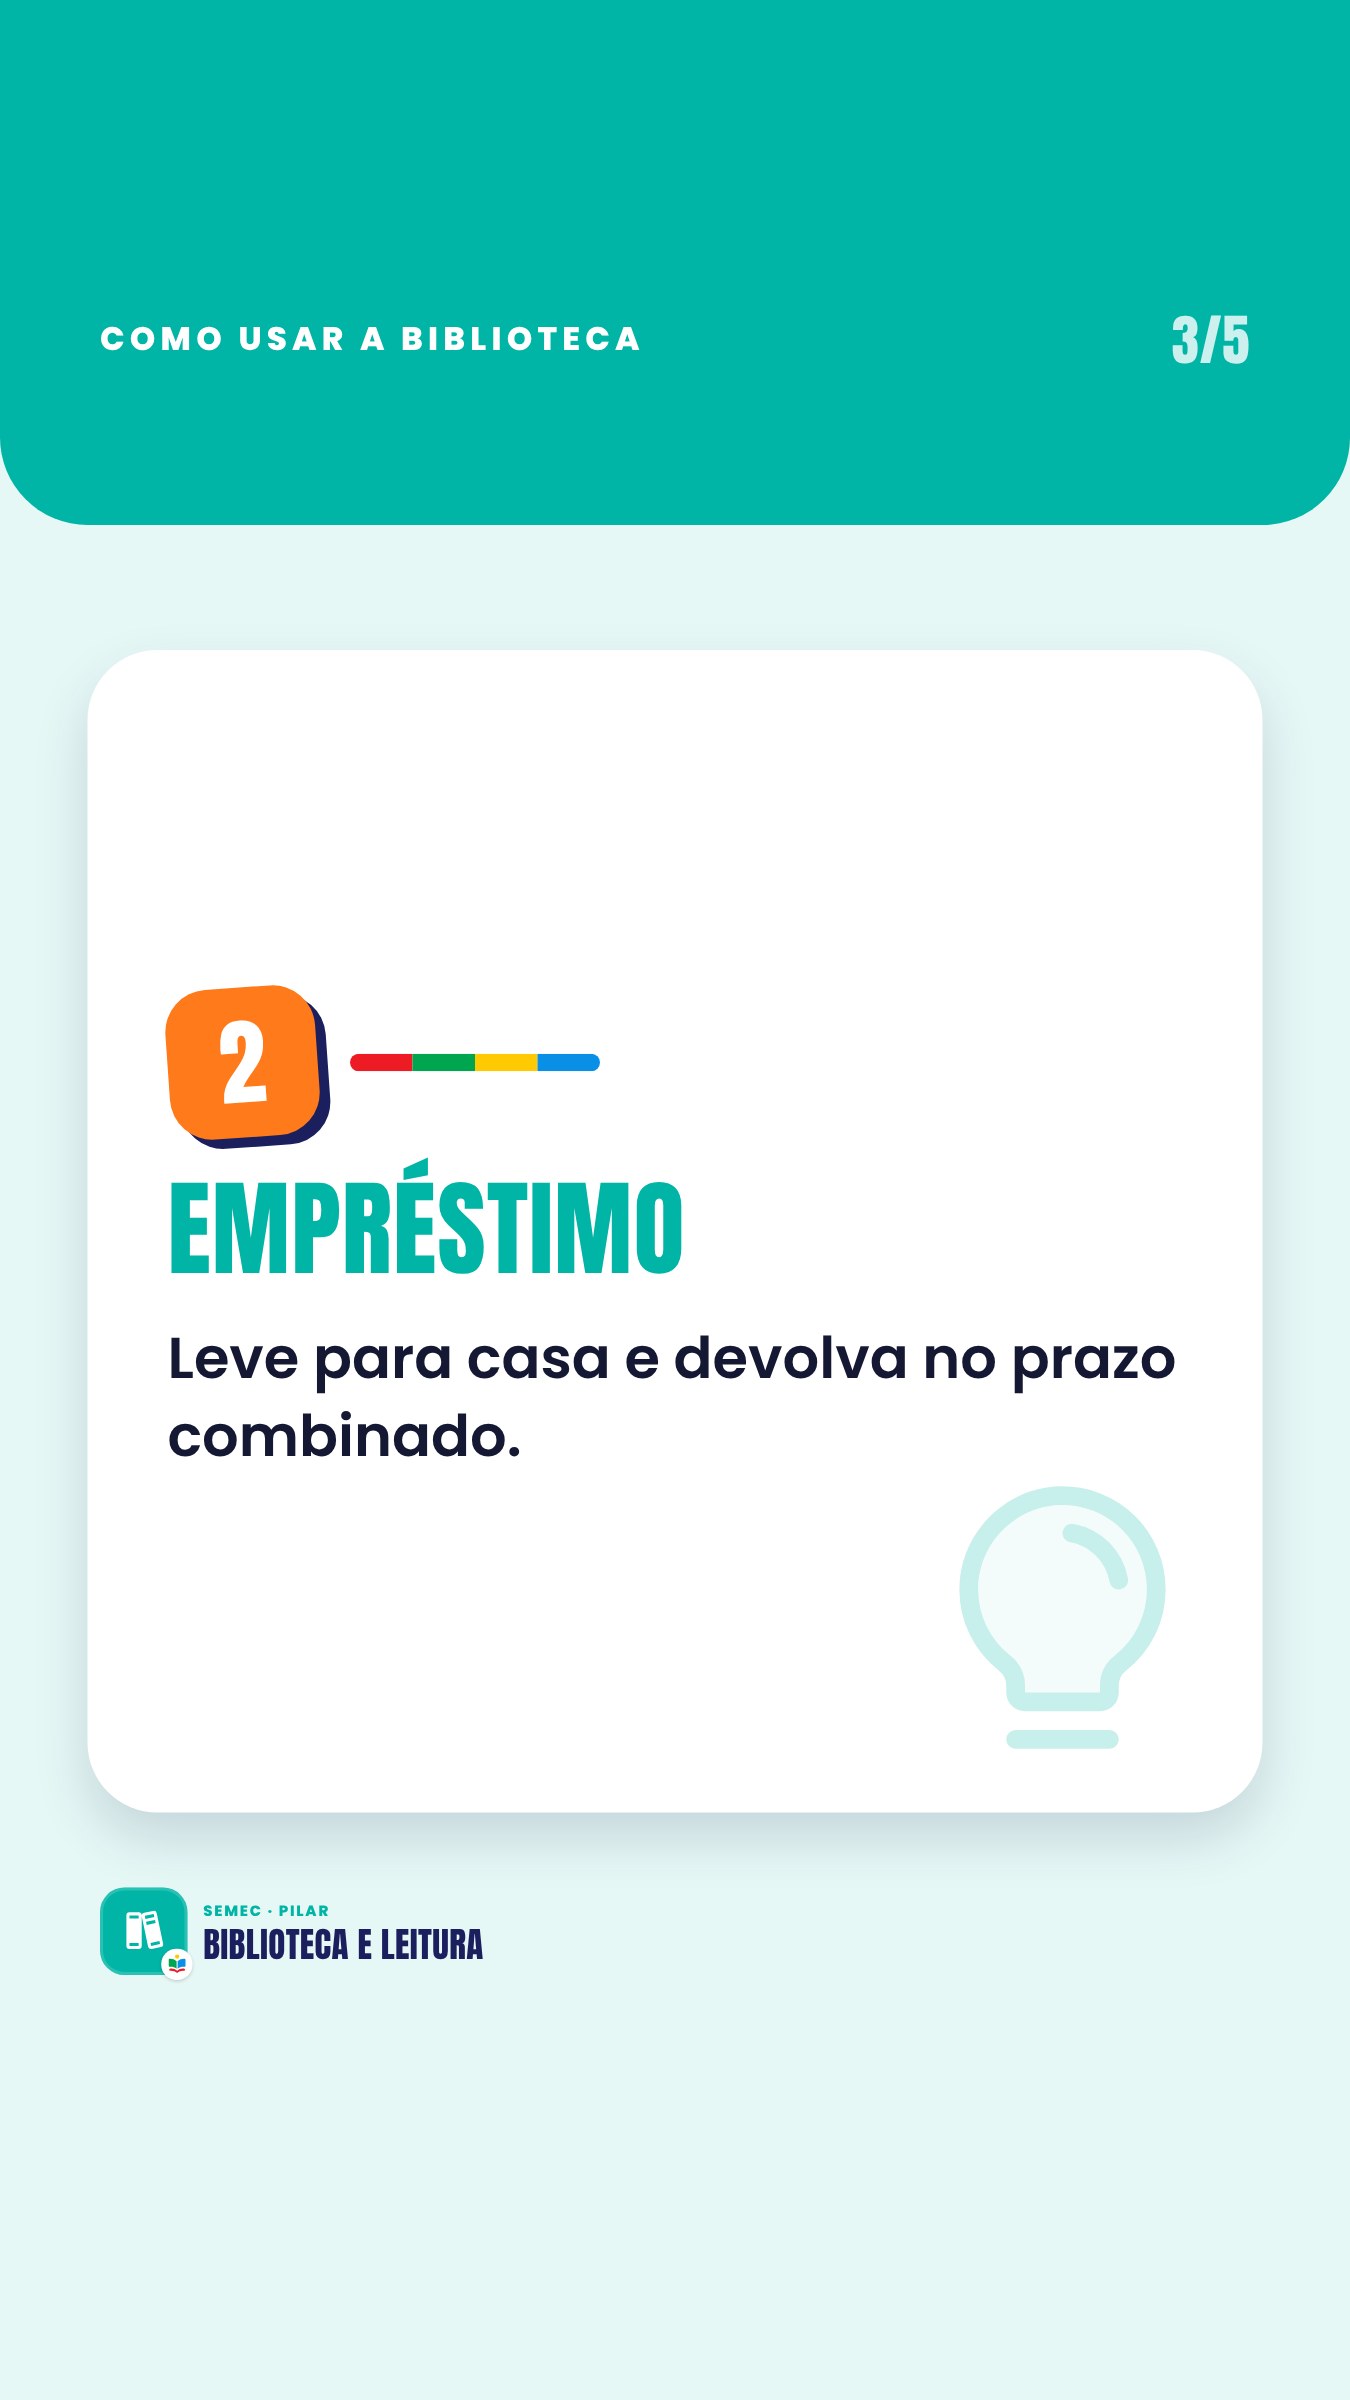 COMO USAR A BIBLIOTECA
3/5
2
EMPRÉSTIMO
Leve para casa e devolva no prazo
combinado.
SEMEC · PILAR
BIBLIOTECA E LEITURA